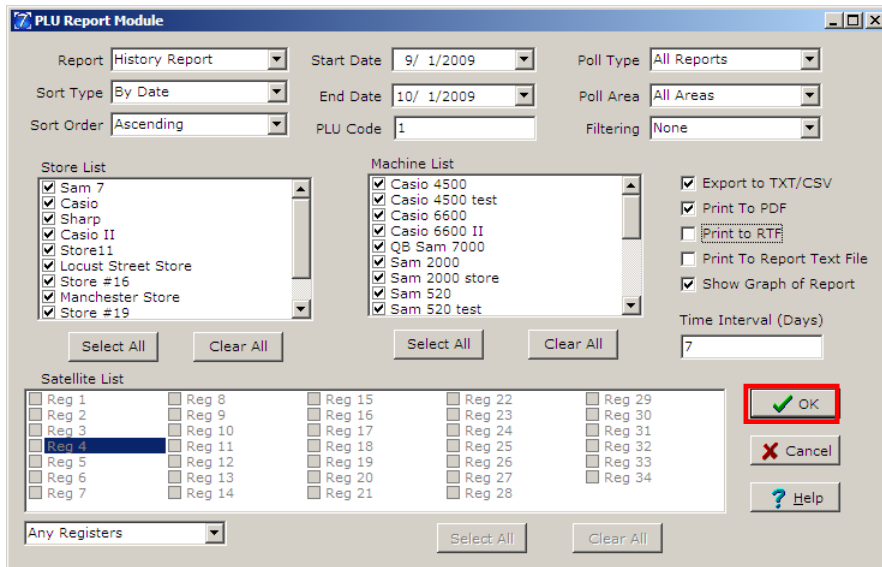 7 PLU Report Module
Report History Report Start Date 9/ 1/2009 Poll Type All Reports
Sort Type By Date End Date 10/ 1/2009 Poll Area All Areas
Sort Order Ascending PLU Code 1 Filtering None
Store List
Sam 7
Casio
Sharp
Casio II
Store11
Locust Street Store
Store #16
Manchester Store
Store #19
Select All Clear All
Machine List
Casio 4500
Casio 4500 test
Casio 6600
Casio 6600 II
QB Sam 7000
Sam 2000
Sam 2000 store
Sam 520
Sam 520 test
Select All Clear All
Export to TXT/CSV
Print To PDF
Print to RTF
Print To Report Text File
Show Graph of Report
Time Interval (Days)
7
Satellite List
Reg 1 Reg 8 Reg 15 Reg 22 Reg 29
Reg 2 Reg 9 Reg 16 Reg 23 Reg 30
Reg 3 Reg 10 Reg 17 Reg 24 Reg 31
Reg 4 Reg 11 Reg 18 Reg 25 Reg 32
Reg 5 Reg 12 Reg 19 Reg 26 Reg 33
Reg 6 Reg 13 Reg 20 Reg 27 Reg 34
Reg 7 Reg 14 Reg 21 Reg 28
OK
Cancel
? Help
Any Registers Select All Clear All